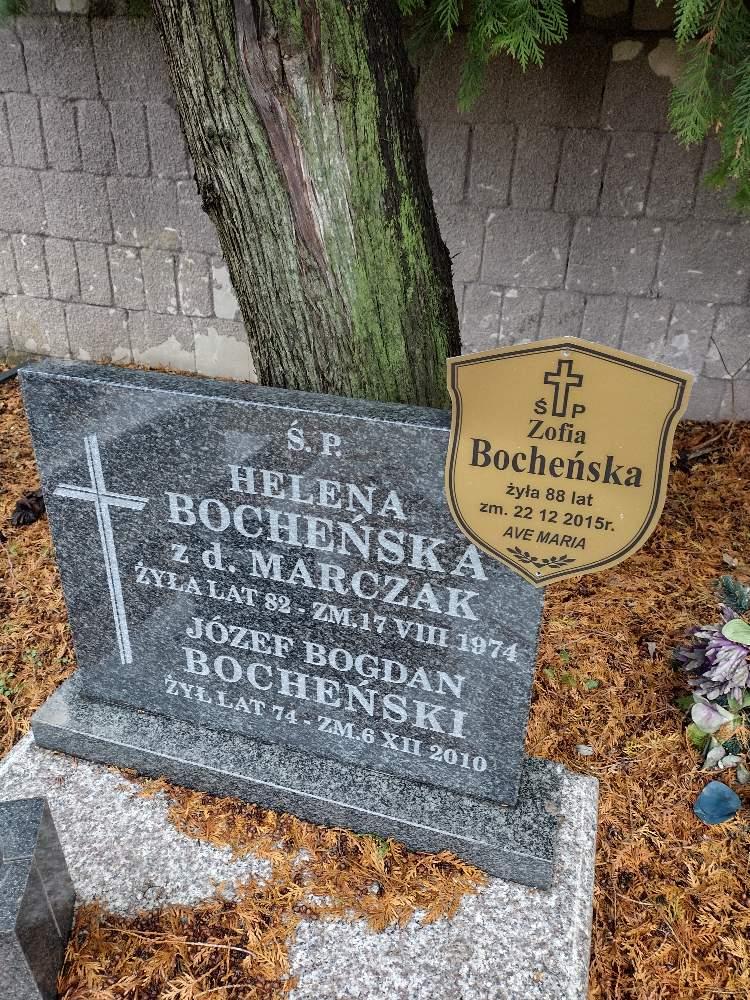 Ś. P.
HELENA
BOCHEŃSKA
z d. MARCZAK
ŻYŁA LAT 82 - ZM.17 VIII 1974
JÓZEF BOGDAN
BOCHEŃSKI
ŻYŁ LAT 74 - ZM.6 XII 2010
Ś P
Zofia
Bocheńska
żyła 88 lat
zm. 22 12 2015r.
AVE MARIA